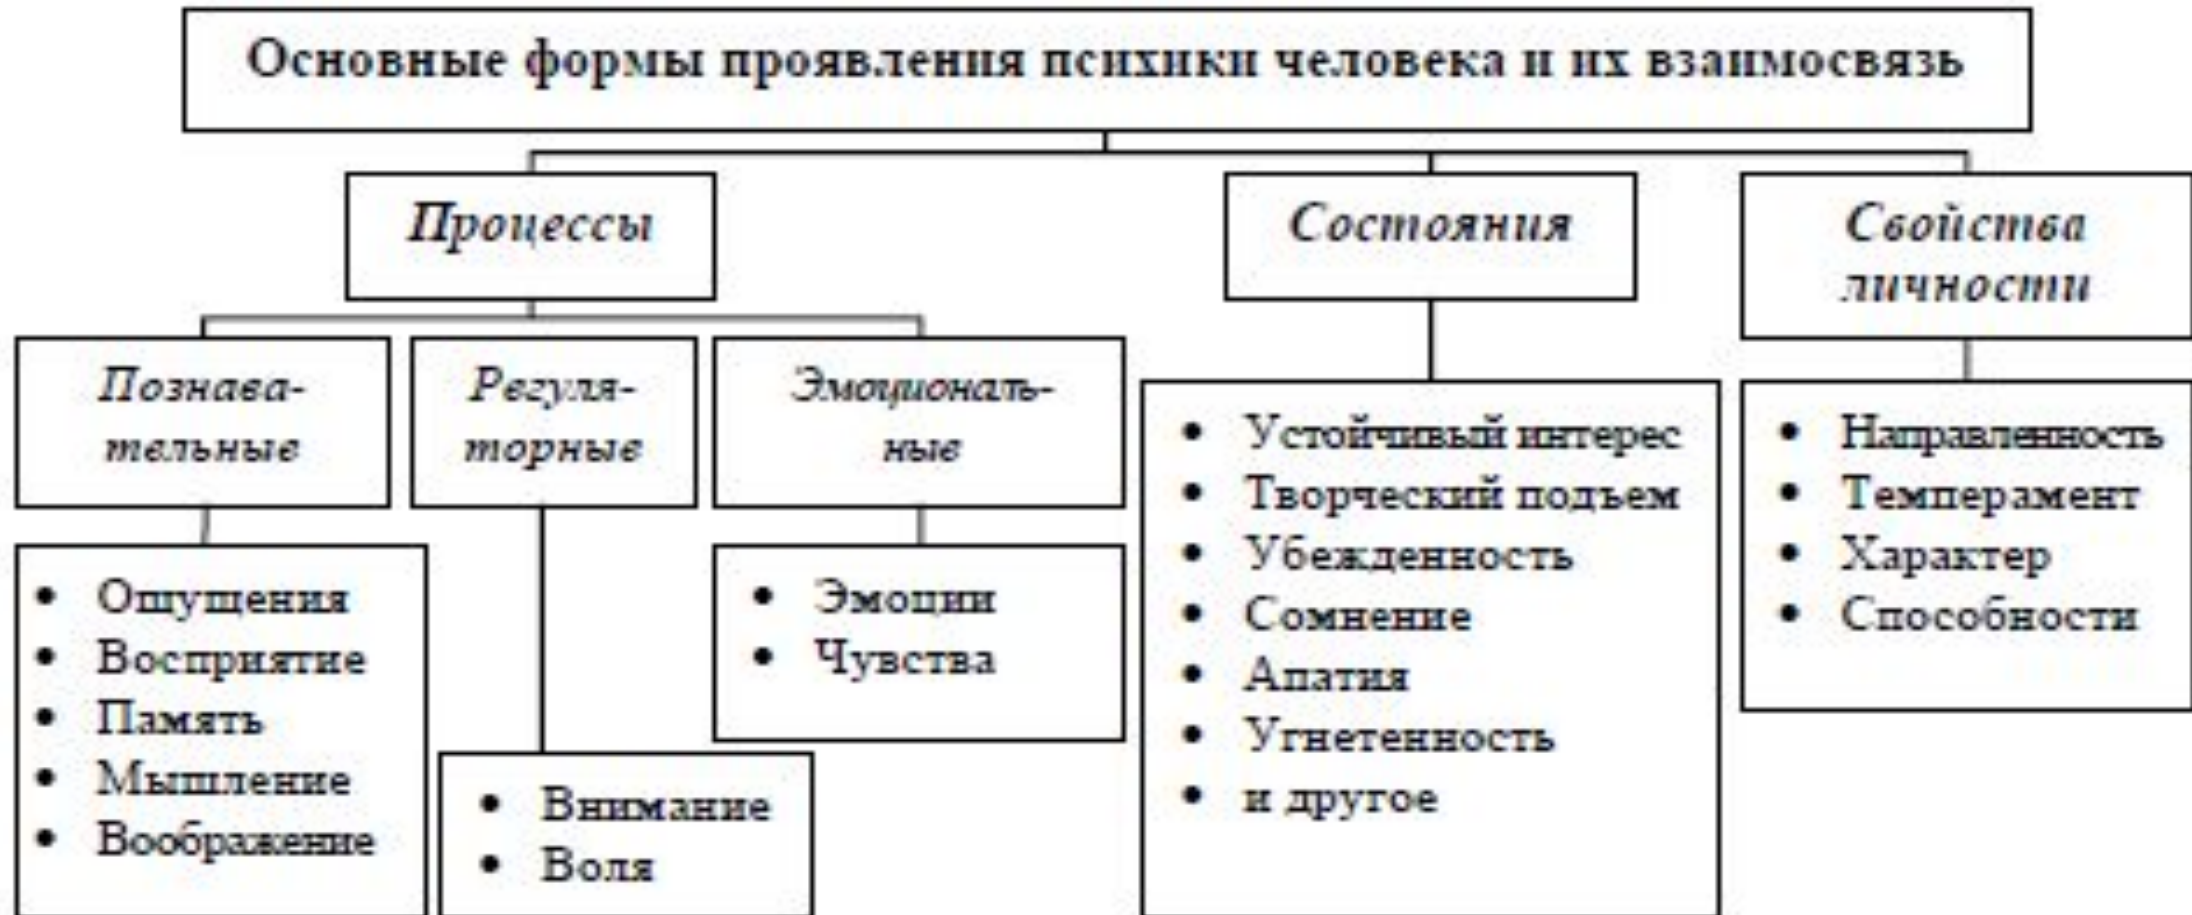 Основные формы проявления психики человека и их взаимосвязь
Процессы
Состояния
Свойства
личности
Познава-
тельные
Регуля-
торные
Эмоциональ-
ные
• Ощущения
• Восприятие
• Память
• Мышление
• Воображение
• Внимание
• Воля
• Эмоции
• Чувства
• Устойчивый интерес
• Творческий подъем
• Убежденность
• Сомнение
• Апатия
• Угнетенность
• и другое
• Направленность
• Темперамент
• Характер
• Способности